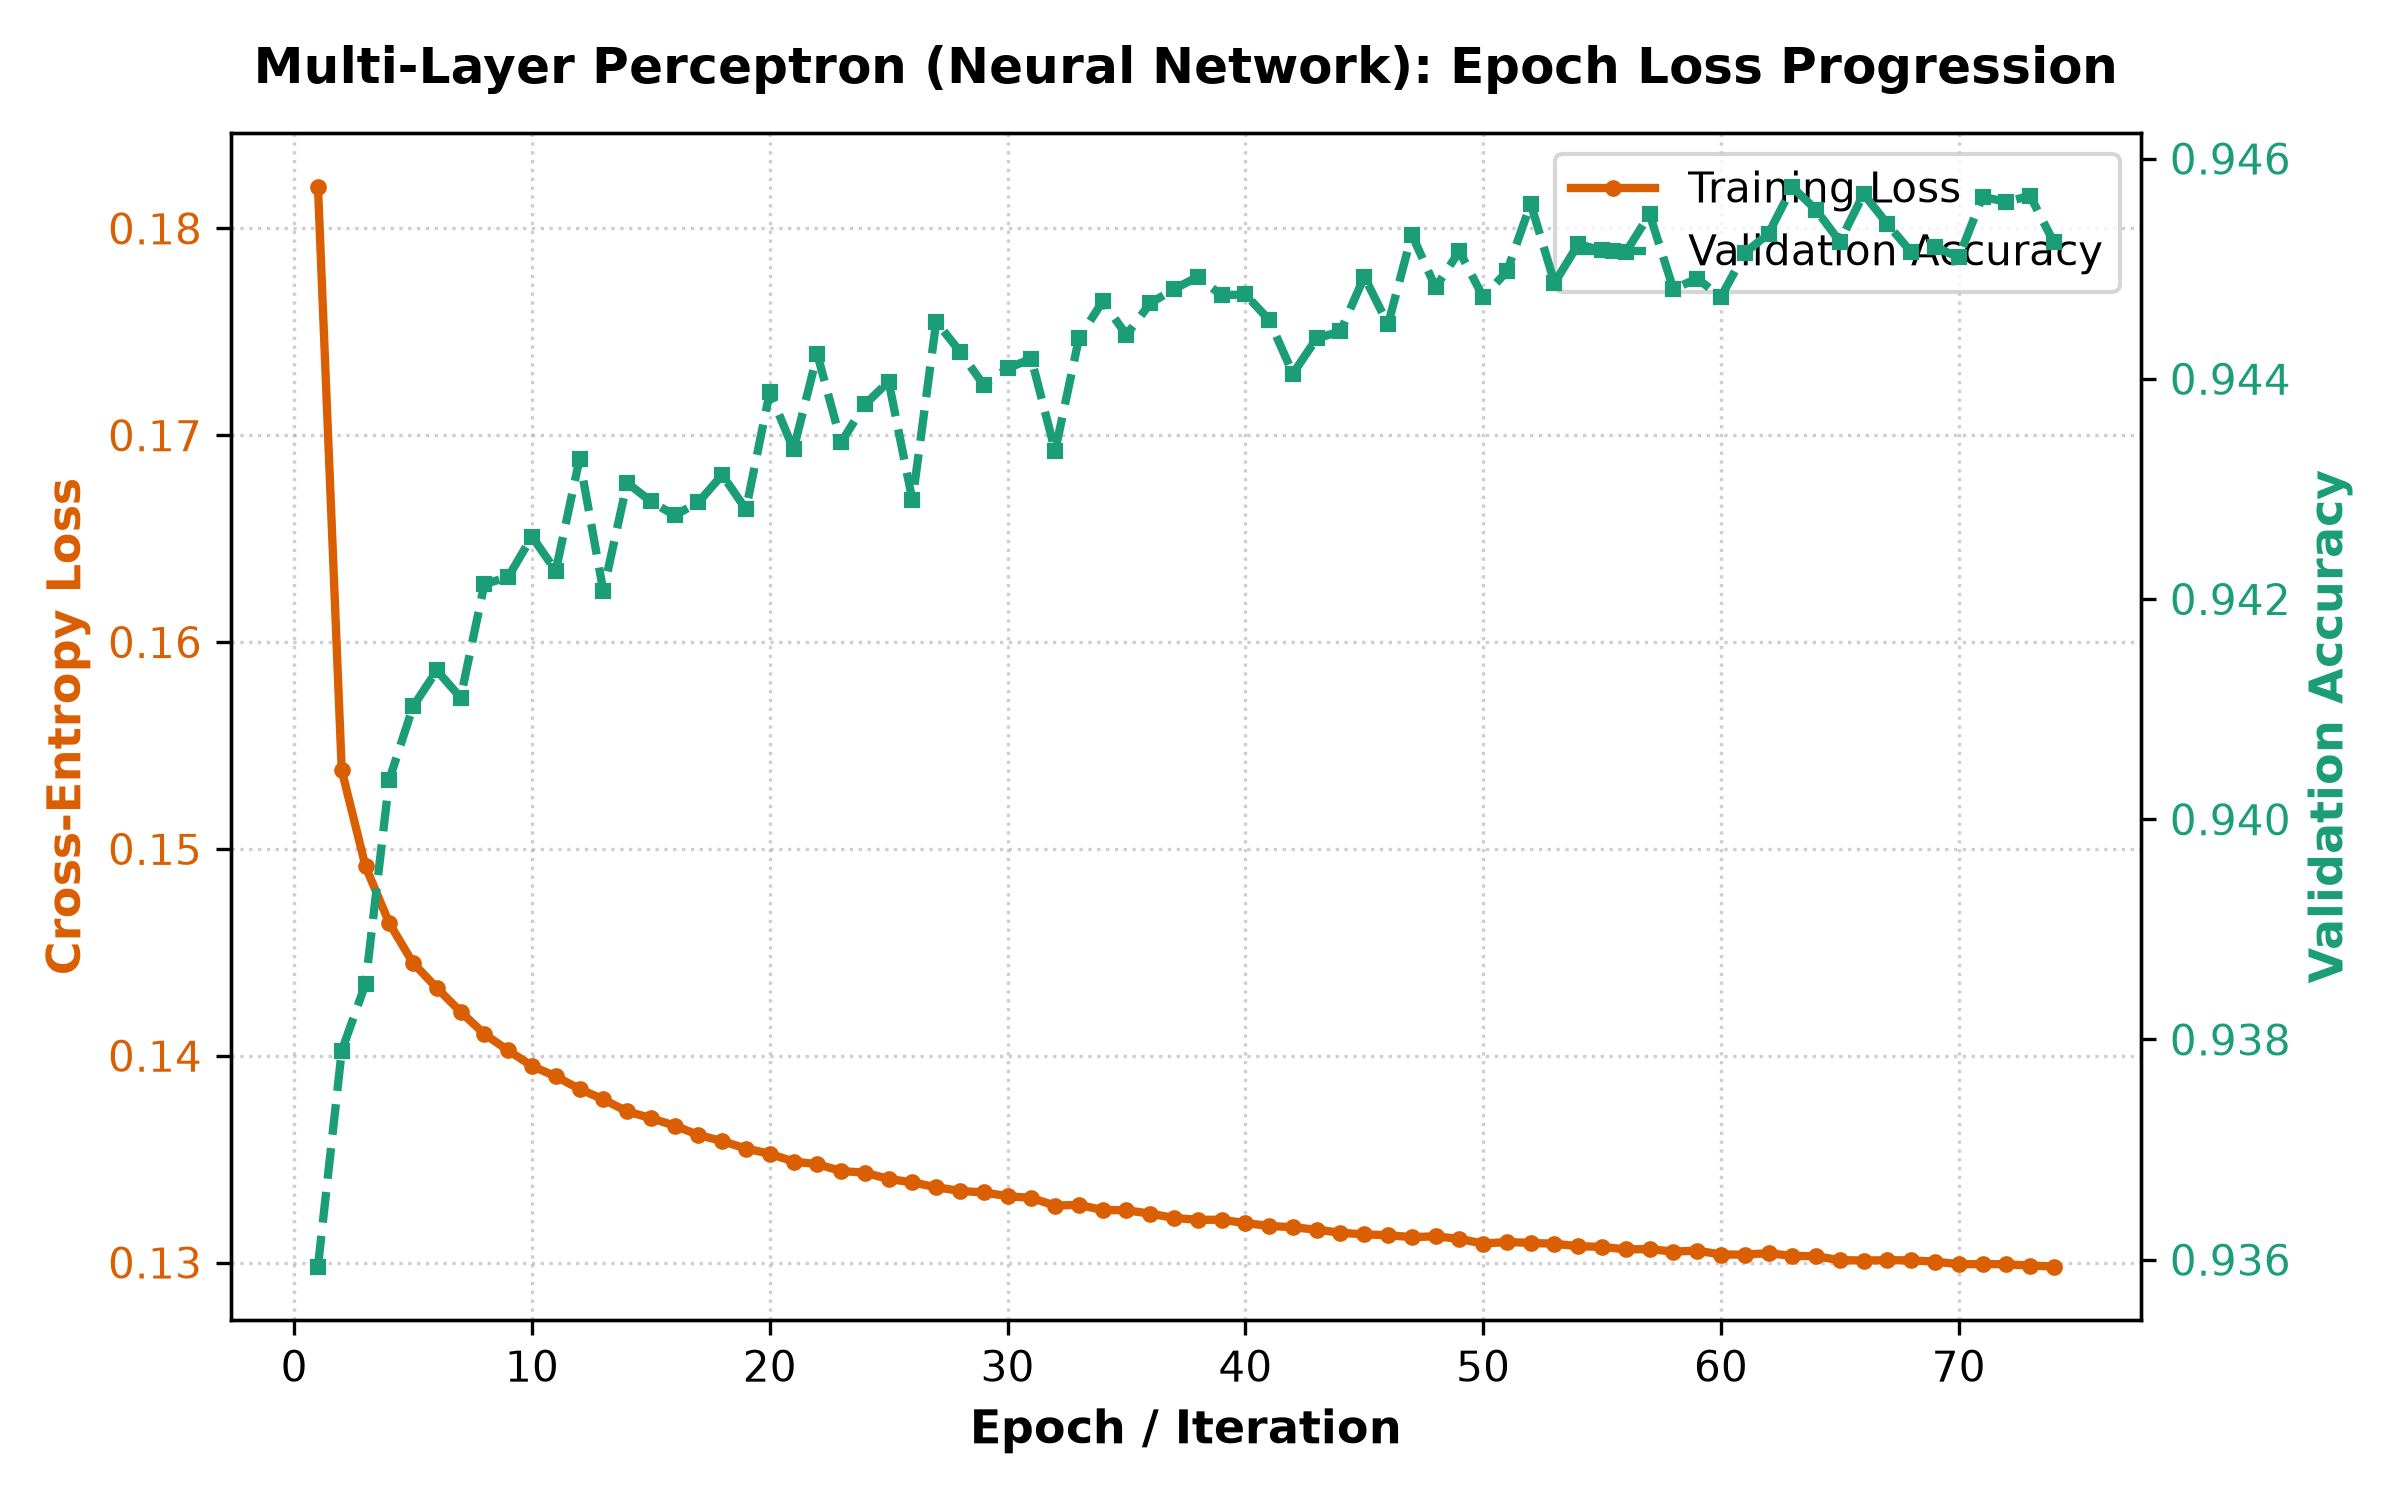 Multi-Layer Perceptron (Neural Network): Epoch Loss Progression
Training Loss
Validation Accuracy
Cross-Entropy Loss
0.18
0.17
0.16
0.15
0.14
0.13
0.946
0.944
0.942
0.940
0.938
0.936
Validation Accuracy
0 10 20 30 40 50 60 70
Epoch / Iteration